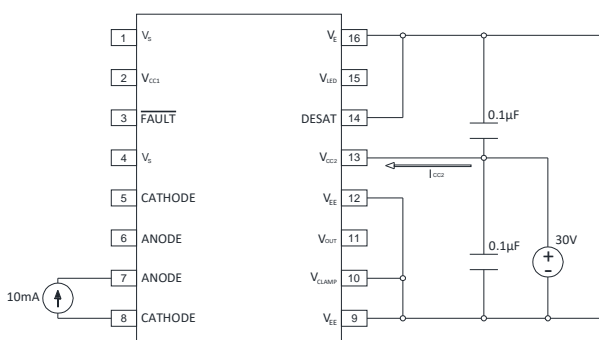 1 Vs VE 16
2 VCC1 VLED 15
3 FAULT DESAT 14
0.1µF
4 Vs VCC2 13
ICC2
5 CATHODE VEE 12
6 ANODE VOUT 11
0.1µF 30V
7 ANODE VCLAMP 10
10mA
8 CATHODE VEE 9